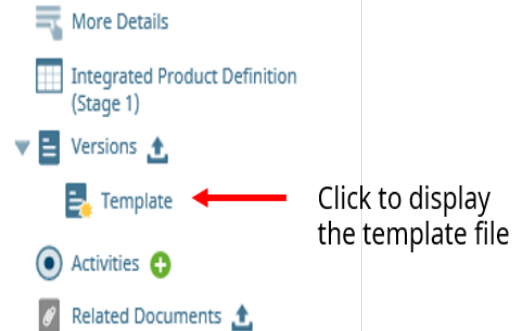 More Details
Integrated Product Definition
(Stage 1)
Versions
Template
Click to display
the template file
Activities
Related Documents